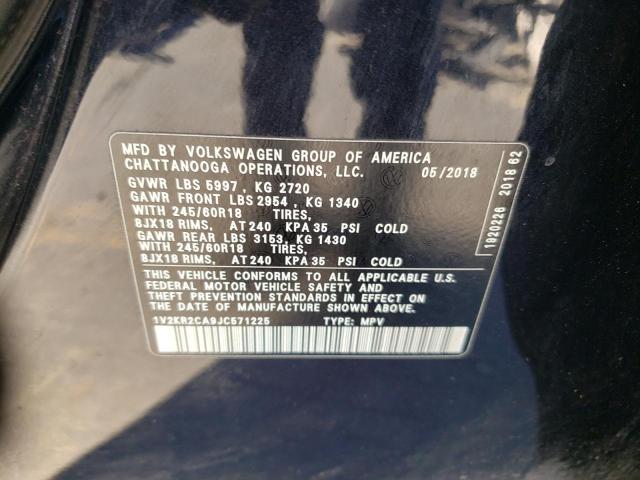 MFD BY VOLKSWAGEN GROUP OF AMERICA
CHATTANOOGA OPERATIONS, LLC. 05/2018
GVWR LBS 5997 , KG 2720
GAWR FRONT LBS 2954 , KG 1340
WITH 245/60R18 TIRES,
8JX18 RIMS, AT 240 KPA 35 PSI COLD
GAWR REAR LBS 3153, KG 1430
WITH 245/60R18 TIRES,
8JX18 RIMS, AT 240 KPA 35 PSI COLD
THIS VEHICLE CONFORMS TO ALL APPLICABLE U.S.
FEDERAL MOTOR VEHICLE SAFETY AND
THEFT PREVENTION STANDARDS IN EFFECT ON
THE DATE OF MANUFACTURE SHOWN ABOVE.
1V2KR2CA9JC571225 TYPE: MPV
1920226 2018 62